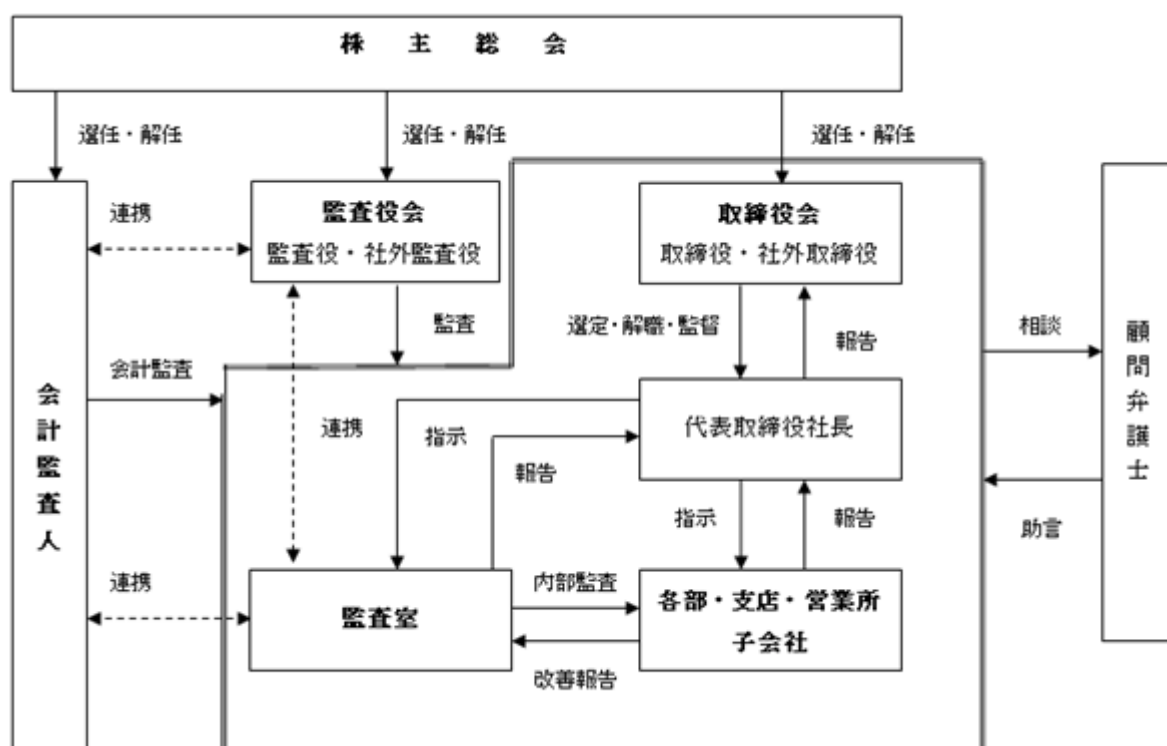 株主総会
選任・解任
選任・解任
選任・解任
連携
監査役会
監査役・社外監査役
取締役会
取締役・社外取締役
監査
選定・解職・監督
報告
相談
顧問弁護士
会計監査
会計監査人
連携
指示
報告
代表取締役社長
指示
報告
助言
連携
監査室
内部監査
改善報告
各部・支店・営業所
子会社